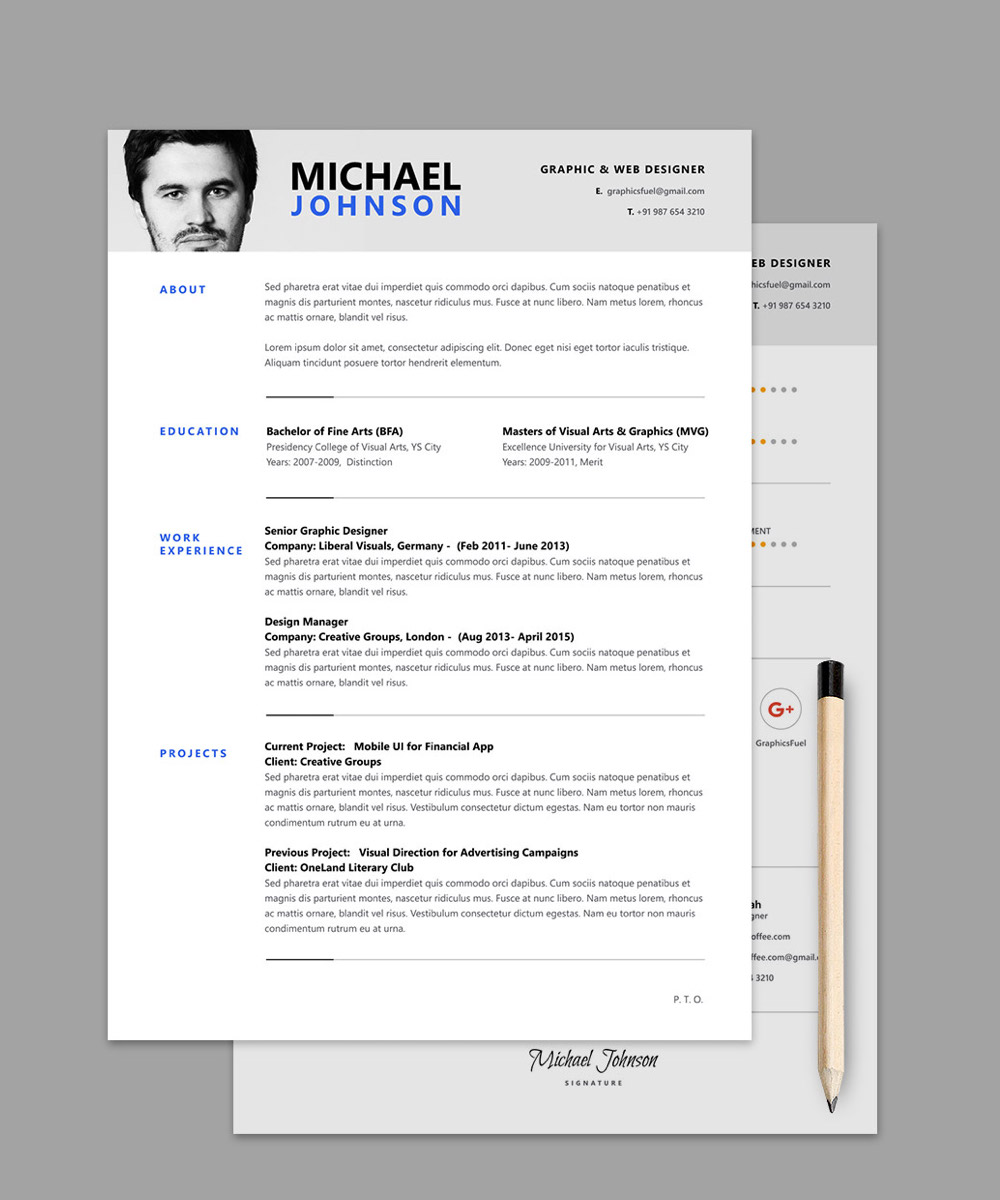 MICHAEL
JOHNSON
GRAPHIC & WEB DESIGNER
E. graphicsfuel@gmail.com
T. +91 987 654 3210
ABOUT
Sed pharetra erat vitae dui imperdiet quis commodo orci dapibus. Cum sociis natoque penatibus et
magnis dis parturient montes, nascetur ridiculus mus. Fusce at nunc libero. Nam metus lorem, rhoncus
ac mattis ornare, blandit vel risus.
Lorem ipsum dolor sit amet, consectetur adipiscing elit. Donec eget nisi eget tortor iaculis tristique.
Aliquam tincidunt posuere tortor hendrerit elementum.
EDUCATION
Bachelor of Fine Arts (BFA)
Presidency College of Visual Arts, YS City
Years: 2007-2009, Distinction
Masters of Visual Arts & Graphics (MVG)
Excellence University for Visual Arts, YS City
Years: 2009-2011, Merit
WORK
EXPERIENCE
Senior Graphic Designer
Company: Liberal Visuals, Germany - (Feb 2011- June 2013)
Sed pharetra erat vitae dui imperdiet quis commodo orci dapibus. Cum sociis natoque penatibus et
magnis dis parturient montes, nascetur ridiculus mus. Fusce at nunc libero. Nam metus lorem, rhoncus
ac mattis ornare, blandit vel risus.
Design Manager
Company: Creative Groups, London - (Aug 2013- April 2015)
Sed pharetra erat vitae dui imperdiet quis commodo orci dapibus. Cum sociis natoque penatibus et
magnis dis parturient montes, nascetur ridiculus mus. Fusce at nunc libero. Nam metus lorem, rhoncus
ac mattis ornare, blandit vel risus.
PROJECTS
Current Project: Mobile UI for Financial App
Client: Creative Groups
Sed pharetra erat vitae dui imperdiet quis commodo orci dapibus. Cum sociis natoque penatibus et
magnis dis parturient montes, nascetur ridiculus mus. Fusce at nunc libero. Nam metus lorem, rhoncus
ac mattis ornare, blandit vel risus. Vestibulum consectetur dictum egestas. Nam eu tortor non mauris
condimentum rutrum eu at urna.
Previous Project: Visual Direction for Advertising Campaigns
Client: OneLand Literary Club
Sed pharetra erat vitae dui imperdiet quis commodo orci dapibus. Cum sociis natoque penatibus et
magnis dis parturient montes, nascetur ridiculus mus. Fusce at nunc libero. Nam metus lorem, rhoncus
ac mattis ornare, blandit vel risus. Vestibulum consectetur dictum egestas. Nam eu tortor non mauris
condimentum rutrum eu at urna.
P. T. O.
EB DESIGNER
hicsfuel@gmail.com
T. +91 987 654 3210
MENT
G+
GraphicsFuel
ah
gner
offee.com
ffee.com@gmail.
3210
Michael Johnson
SIGNATURE